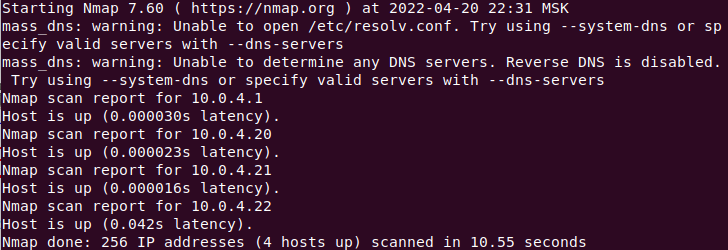 Starting Nmap 7.60 ( https://nmap.org ) at 2022-04-20 22:31 MSK
mass_dns: warning: Unable to open /etc/resolv.conf. Try using --system-dns or sp
ecify valid servers with --dns-servers
mass_dns: warning: Unable to determine any DNS servers. Reverse DNS is disabled.
 Try using --system-dns or specify valid servers with --dns-servers
Nmap scan report for 10.0.4.1
Host is up (0.000030s latency).
Nmap scan report for 10.0.4.20
Host is up (0.000023s latency).
Nmap scan report for 10.0.4.21
Host is up (0.000016s latency).
Nmap scan report for 10.0.4.22
Host is up (0.042s latency).
Nmap done: 256 IP addresses (4 hosts up) scanned in 10.55 seconds